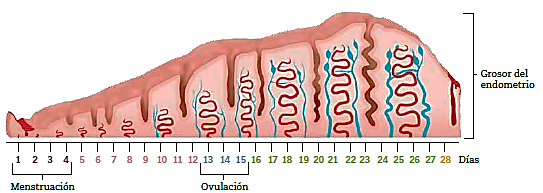 Grosor del
endometrio
1 2 3 4 5 6 7 8 9 10 11 12 13 14 15 16 17 18 19 20 21 22 23 24 25 26 27 28 Días
Menstruación Ovulación